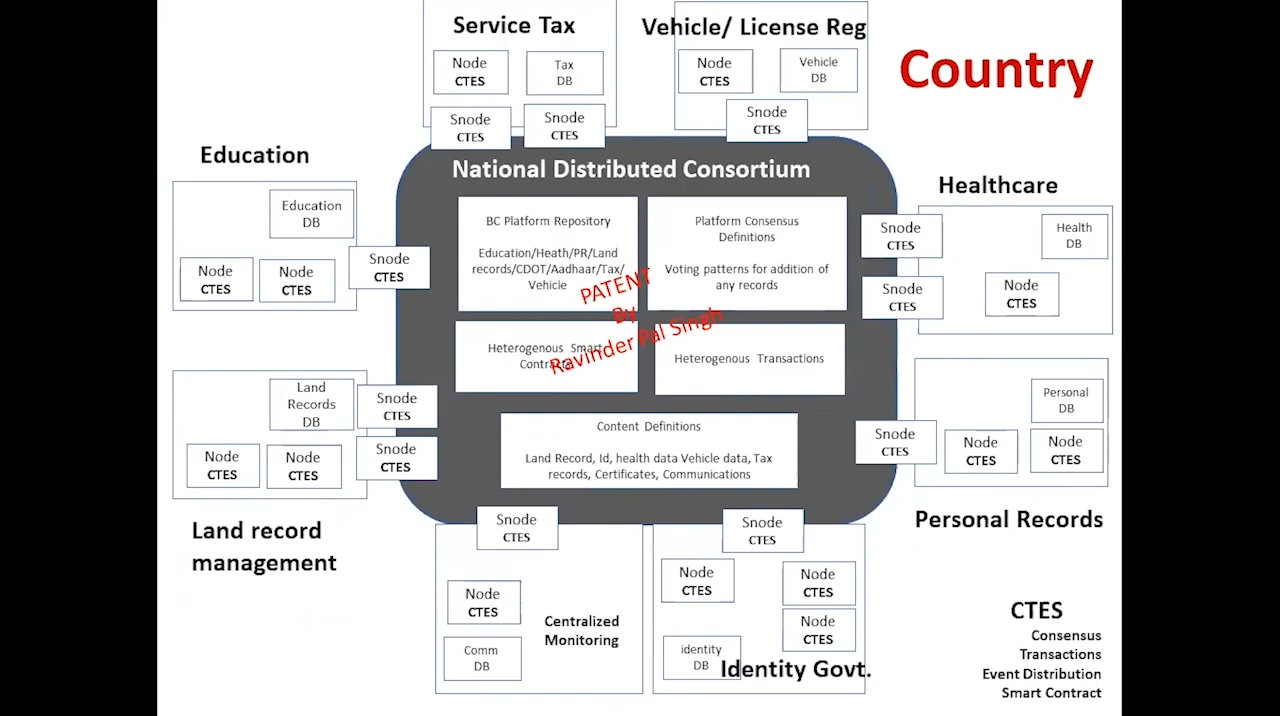 Service Tax
Node
CTES
Tax
DB
Snode
CTES
Snode
CTES
Vehicle/ License Reg
Node
CTES
Vehicle
DB
Snode
CTES
Country
Education
Education
DB
Node
CTES
Node
CTES
Snode
CTES
National Distributed Consortium
BC Platform Repository
Education/Heath/PR/Land
records/CDOT/Aadhaar/Tax/
Vehicle
Platform Consensus
Definitions
Voting patterns for addition of
any records
PATENT
By
Ravinder Pal Singh
Heterogenous Smart
Contracts
Heterogenous Transactions
Content Definitions
Land Record, Id, health data Vehicle data, Tax
records, Certificates, Communications
Healthcare
Snode
CTES
Snode
CTES
Health
DB
Node
CTES
Land
Records
DB
Snode
CTES
Snode
CTES
Node
CTES
Node
CTES
Land record
management
Personal
DB
Snode
CTES
Node
CTES
Node
CTES
Personal Records
Snode
CTES
Node
CTES
Comm
DB
Centralized
Monitoring
Snode
CTES
Node
CTES
Node
CTES
Node
CTES
identity
DB
Identity Govt.
CTES
Consensus
Transactions
Event Distribution
Smart Contract